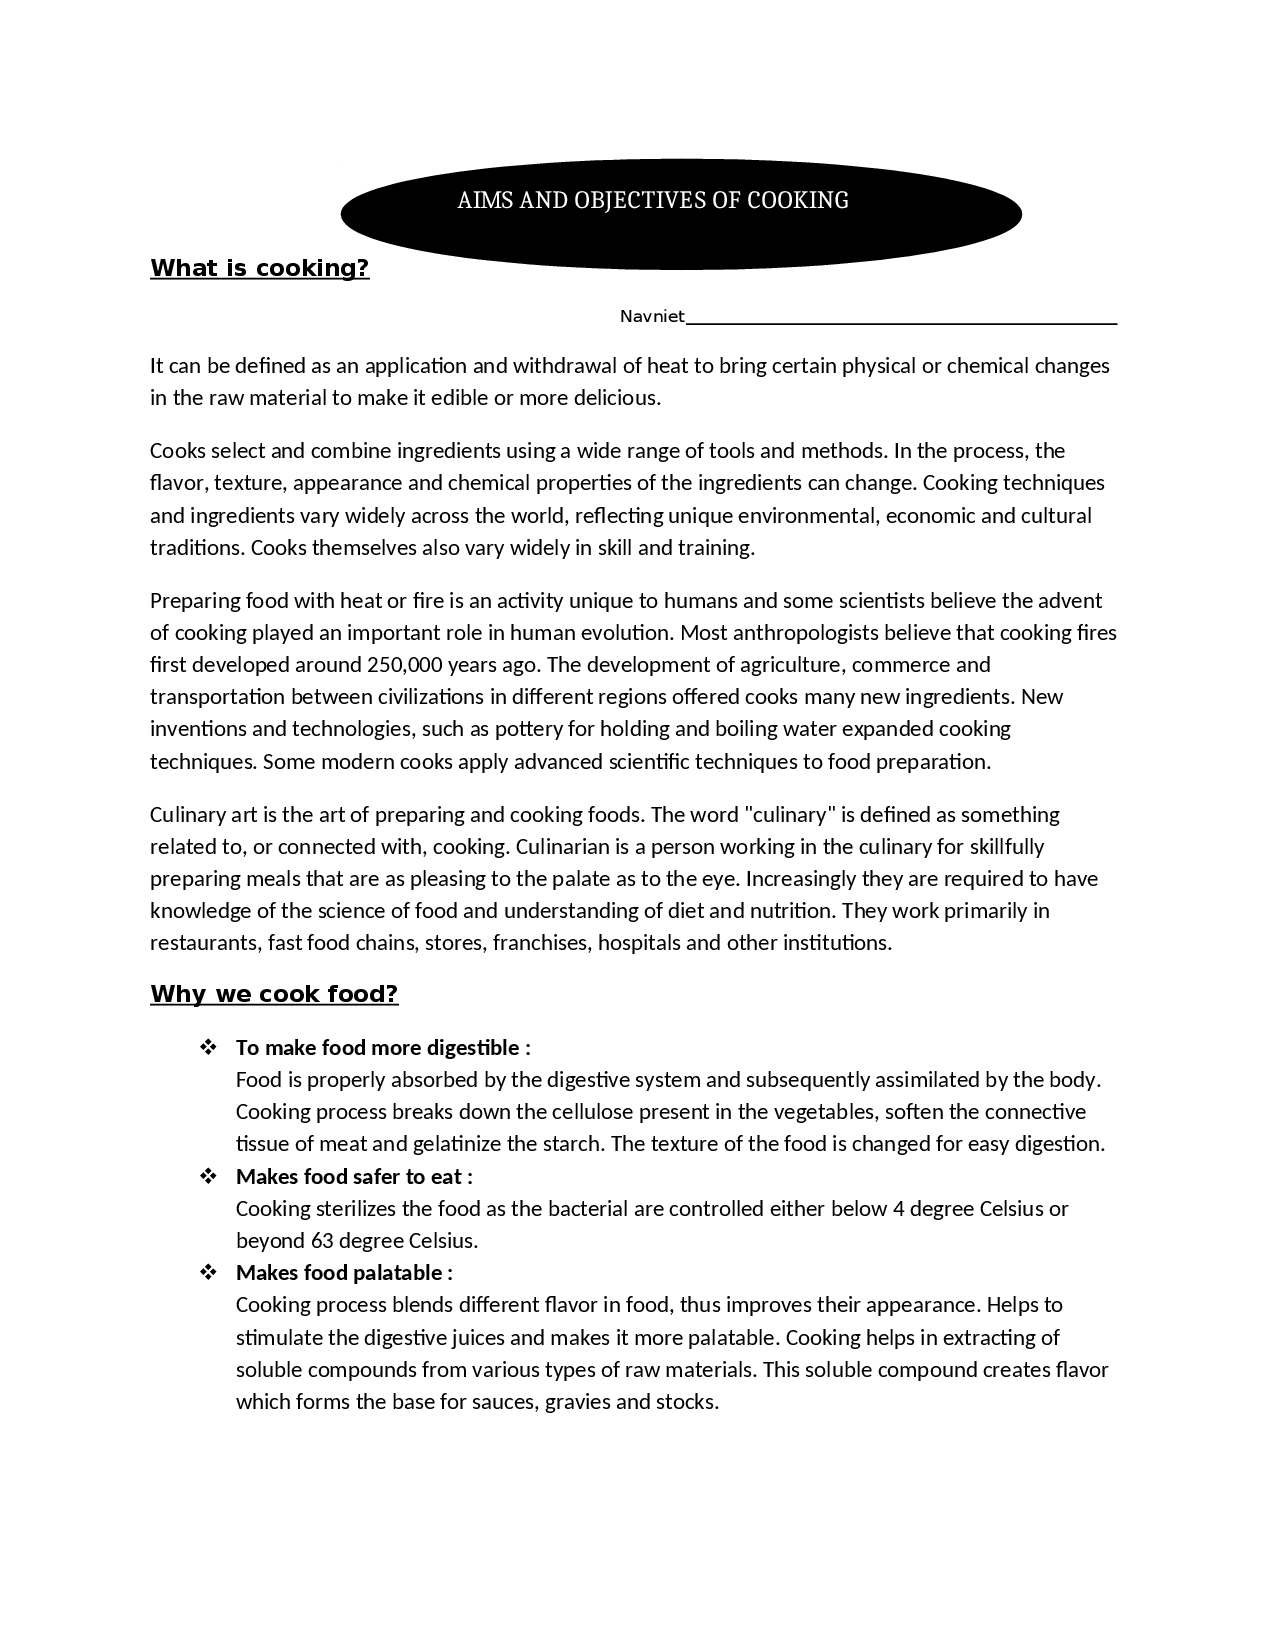 AIMS AND OBJECTIVES OF COOKING
What is cooking?
Navniet
It can be defined as an application and withdrawal of heat to bring certain physical or chemical changes
in the raw material to make it edible or more delicious.
Cooks select and combine ingredients using a wide range of tools and methods. In the process, the
flavor, texture, appearance and chemical properties of the ingredients can change. Cooking techniques
and ingredients vary widely across the world, reflecting unique environmental, economic and cultural
traditions. Cooks themselves also vary widely in skill and training.
Preparing food with heat or fire is an activity unique to humans and some scientists believe the advent
of cooking played an important role in human evolution. Most anthropologists believe that cooking fires
first developed around 250,000 years ago. The development of agriculture, commerce and
transportation between civilizations in different regions offered cooks many new ingredients. New
inventions and technologies, such as pottery for holding and boiling water expanded cooking
techniques. Some modern cooks apply advanced scientific techniques to food preparation.
Culinary art is the art of preparing and cooking foods. The word "culinary" is defined as something
related to, or connected with, cooking. Culinarian is a person working in the culinary for skillfully
preparing meals that are as pleasing to the palate as to the eye. Increasingly they are required to have
knowledge of the science of food and understanding of diet and nutrition. They work primarily in
restaurants, fast food chains, stores, franchises, hospitals and other institutions.
Why we cook food?
❖ To make food more digestible :
Food is properly absorbed by the digestive system and subsequently assimilated by the body.
Cooking process breaks down the cellulose present in the vegetables, soften the connective
tissue of meat and gelatinize the starch. The texture of the food is changed for easy digestion.
❖ Makes food safer to eat :
Cooking sterilizes the food as the bacterial are controlled either below 4 degree Celsius or
beyond 63 degree Celsius.
❖ Makes food palatable :
Cooking process blends different flavor in food, thus improves their appearance. Helps to
stimulate the digestive juices and makes it more palatable. Cooking helps in extracting of
soluble compounds from various types of raw materials. This soluble compound creates flavor
which forms the base for sauces, gravies and stocks.